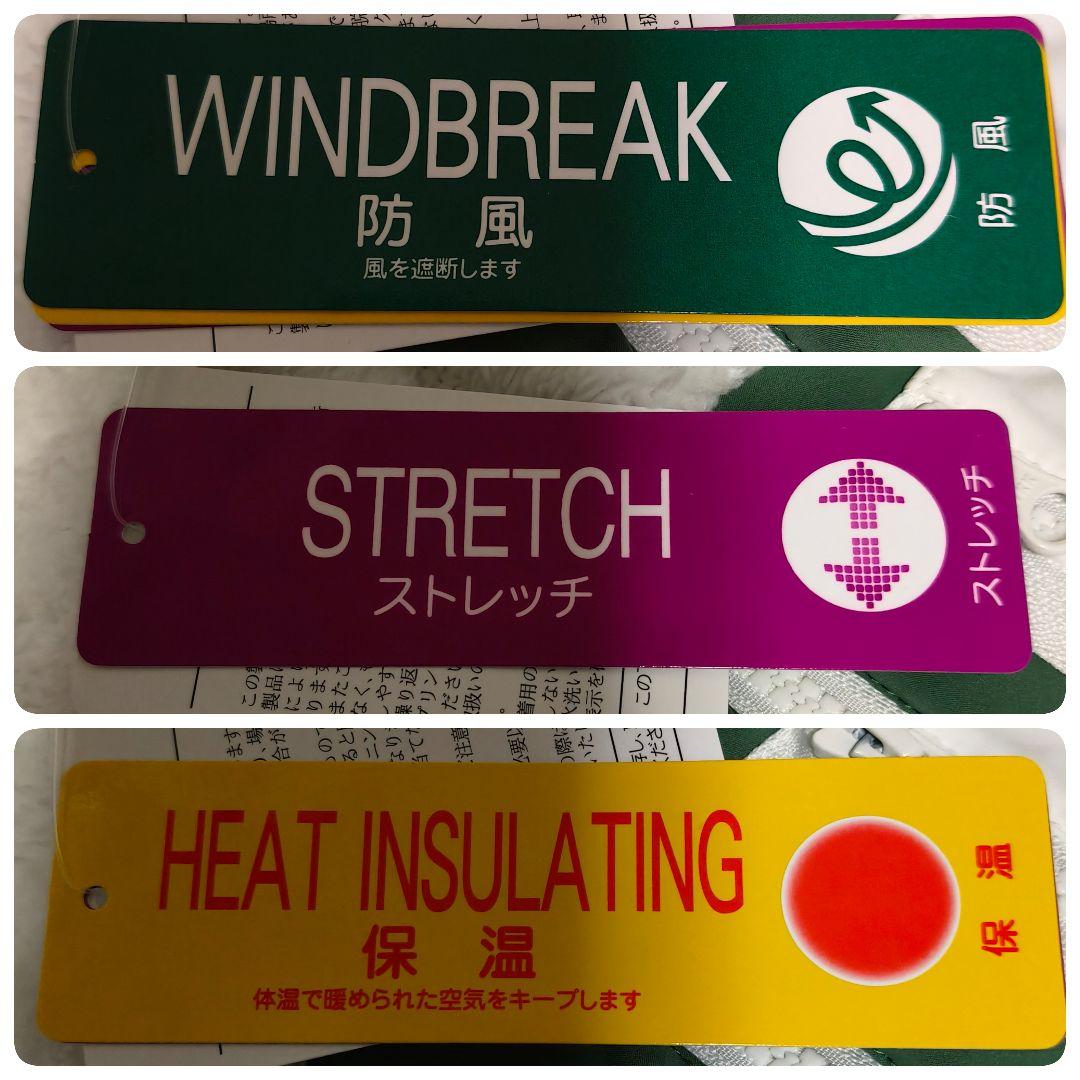 WINDBREAK
防風
風を遮断します
防風
STRETCH
ストレッチ
ストレッチ
HEAT INSULATING
保温
体温で暖められた空気をキープします
保温